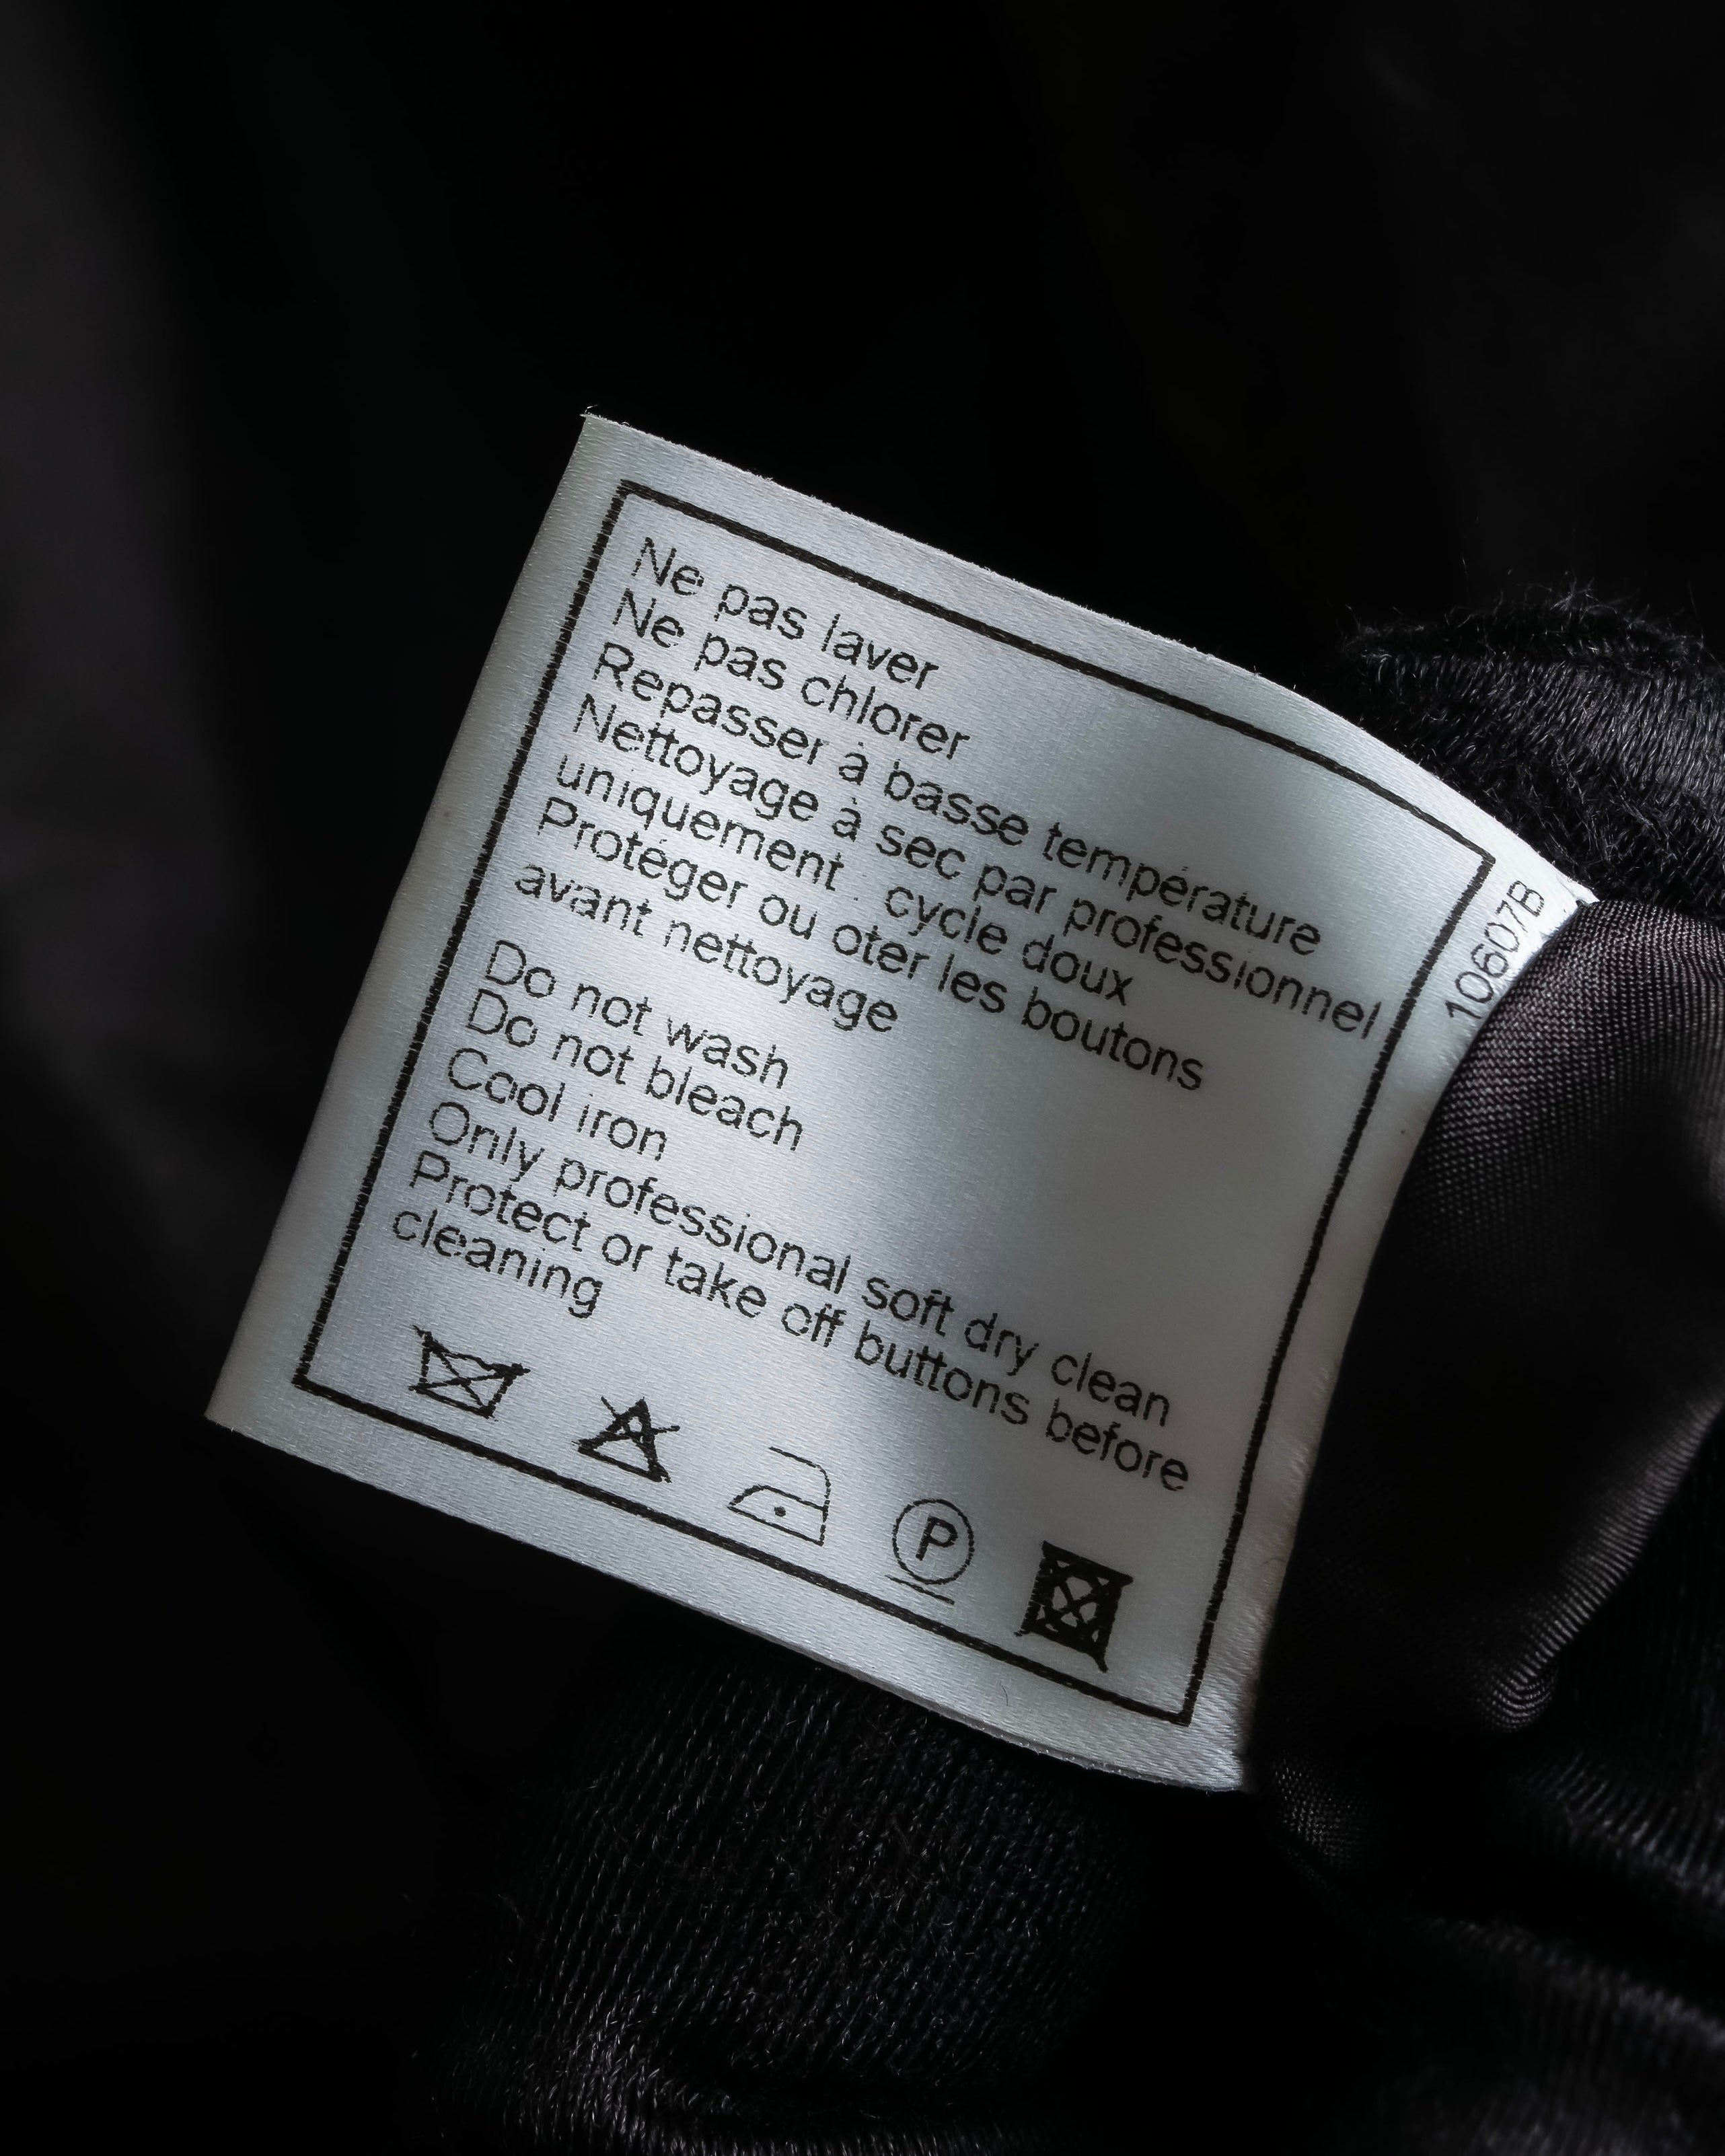 Ne pas laver
Ne pas chlorer
Repasser à basse température
Nettoyage à sec par professionnel
uniquement : cycle doux
Protéger ou oter les boutons
avant nettoyage
Do not wash
Do not bleach
Cool iron
Only professional soft dry clean
Protect or take off buttons before
cleaning
P
10607B